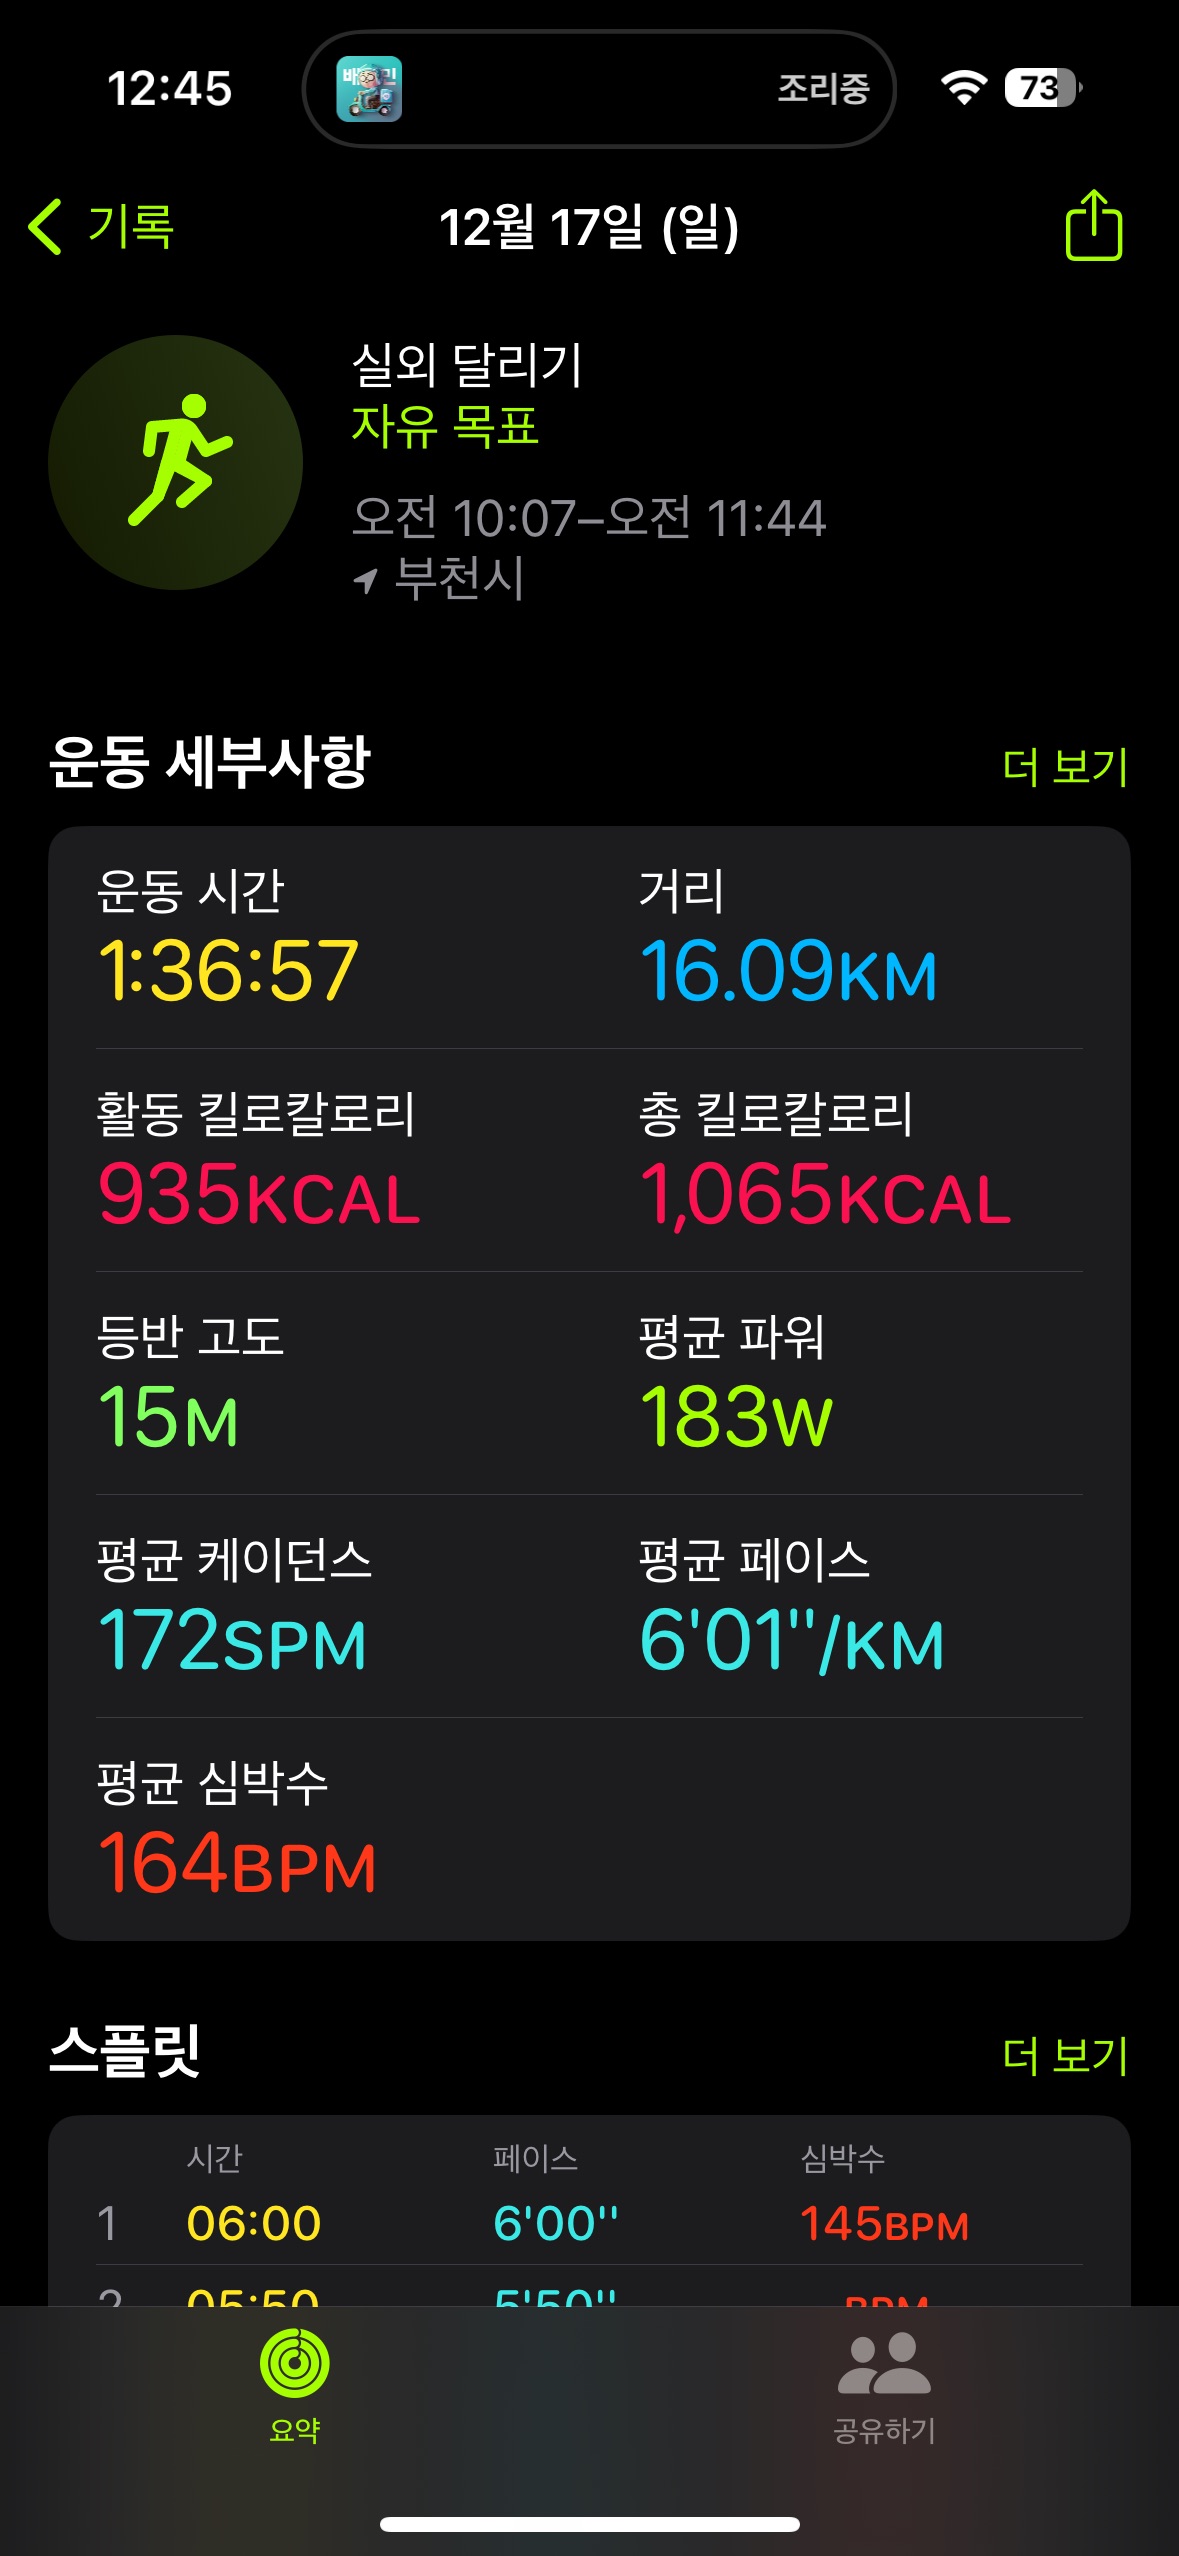 12:45
조리중
73
기록
12월 17일 (일)
실외 달리기
자유 목표
오전 10:07–오전 11:44
부천시
운동 세부사항
더 보기
운동 시간
거리
1:36:57
16.09KM
활동 킬로칼로리
총 킬로칼로리
935KCAL
1,065KCAL
등반 고도
평균 파워
15M
183W
평균 케이던스
평균 페이스
172SPM
6'01"/KM
평균 심박수
164BPM
스플릿
더 보기
시간
페이스
심박수
1
06:00
6'00''
145BPM
2
05:50
5'50''
BPM
요약
공유하기